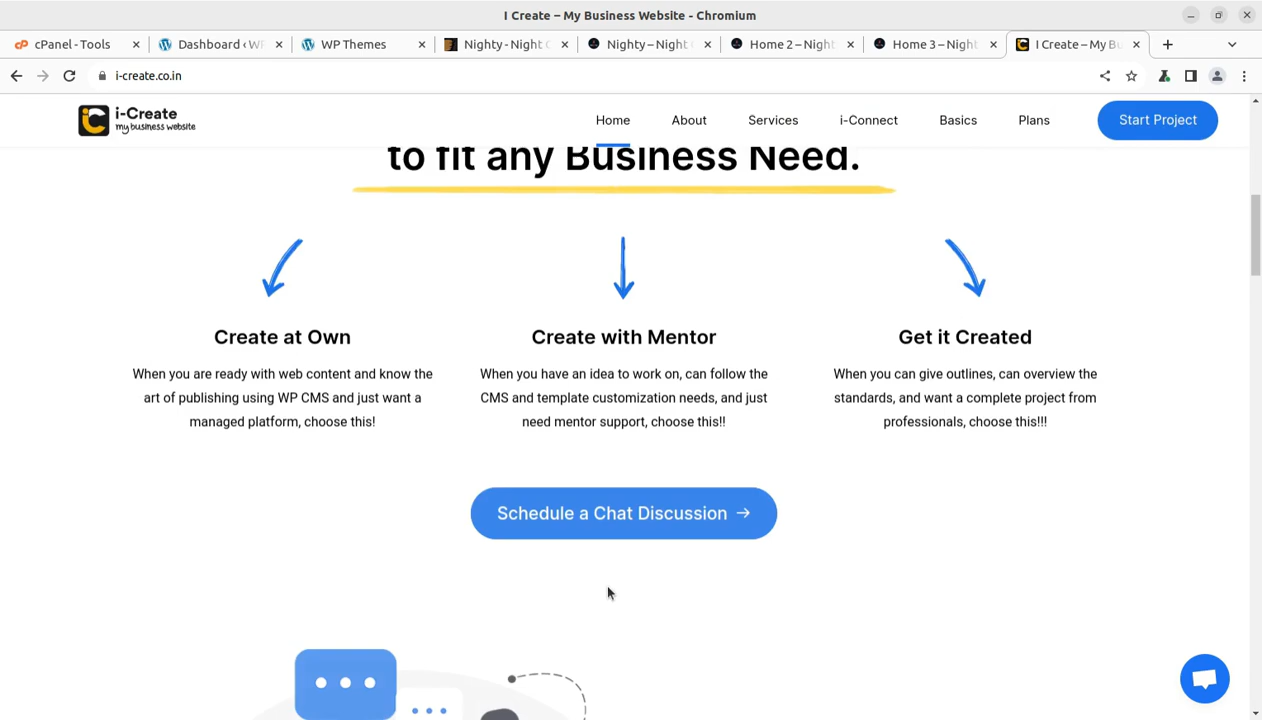 I Create – My Business Website - Chromium
cPanel - Tools
Dashboard ‹ W
WP Themes
Nighty - Night
Nighty – Night
Home 2 – Night
Home 3 – Night
I Create – My Bu
i-create.co.in
i-Create
my business website
Home
About
Services
i-Connect
Basics
Plans
Start Project
to fit any Business Need.
Create at Own
When you are ready with web content and know the
art of publishing using WP CMS and just want a
managed platform, choose this!
Create with Mentor
When you have an idea to work on, can follow the
CMS and template customization needs, and just
need mentor support, choose this!!
Get it Created
When you can give outlines, can overview the
standards, and want a complete project from
professionals, choose this!!!
Schedule a Chat Discussion →